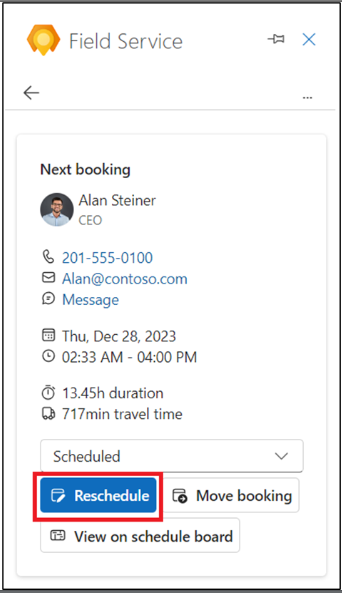 Field Service
...
Next booking
Alan Steiner
CEO
201-555-0100
Alan@contoso.com
Message
Thu, Dec 28, 2023
02:33 AM - 04:00 PM
13.45h duration
717min travel time
Scheduled
Reschedule Move booking
View on schedule board